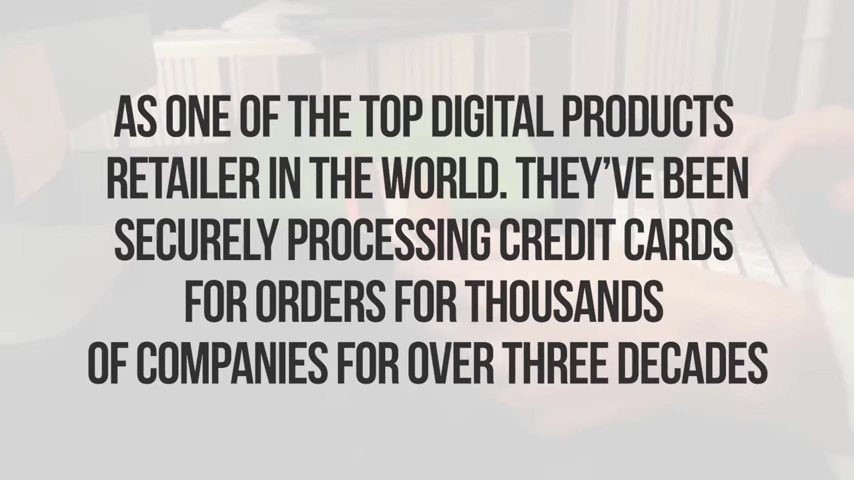 AS ONE OF THE TOP DIGITAL PRODUCTS
RETAILER IN THE WORLD. THEY'VE BEEN
SECURELY PROCESSING CREDIT CARDS
FOR ORDERS FOR THOUSANDS
OF COMPANIES FOR OVER THREE DECADES